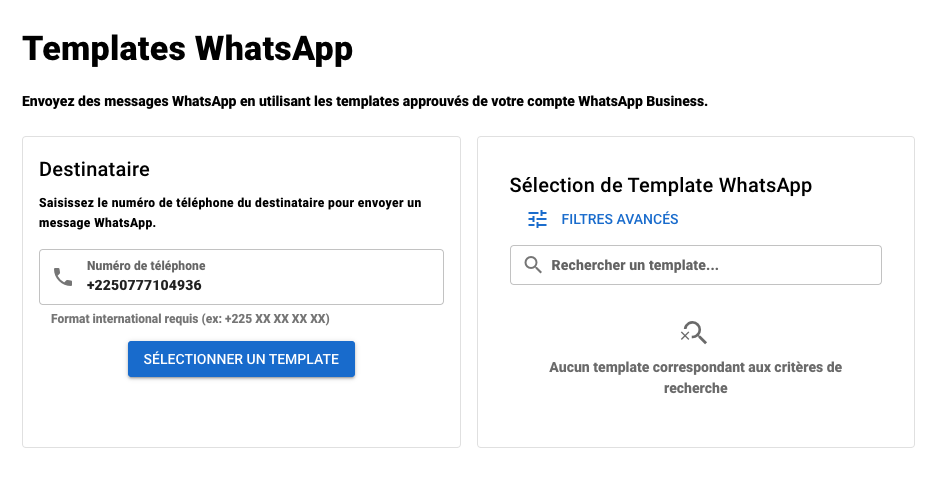 Templates WhatsApp
Envoyez des messages WhatsApp en utilisant les templates approuvés de votre compte WhatsApp Business.
Destinataire
Saisissez le numéro de téléphone du destinataire pour envoyer un
message WhatsApp.
Numéro de téléphone
+2250777104936
Format international requis (ex: +225 XX XX XX XX)
SÉLECTIONNER UN TEMPLATE
Sélection de Template WhatsApp
FILTRES AVANCÉS
Rechercher un template...
Aucun template correspondant aux critères de
recherche